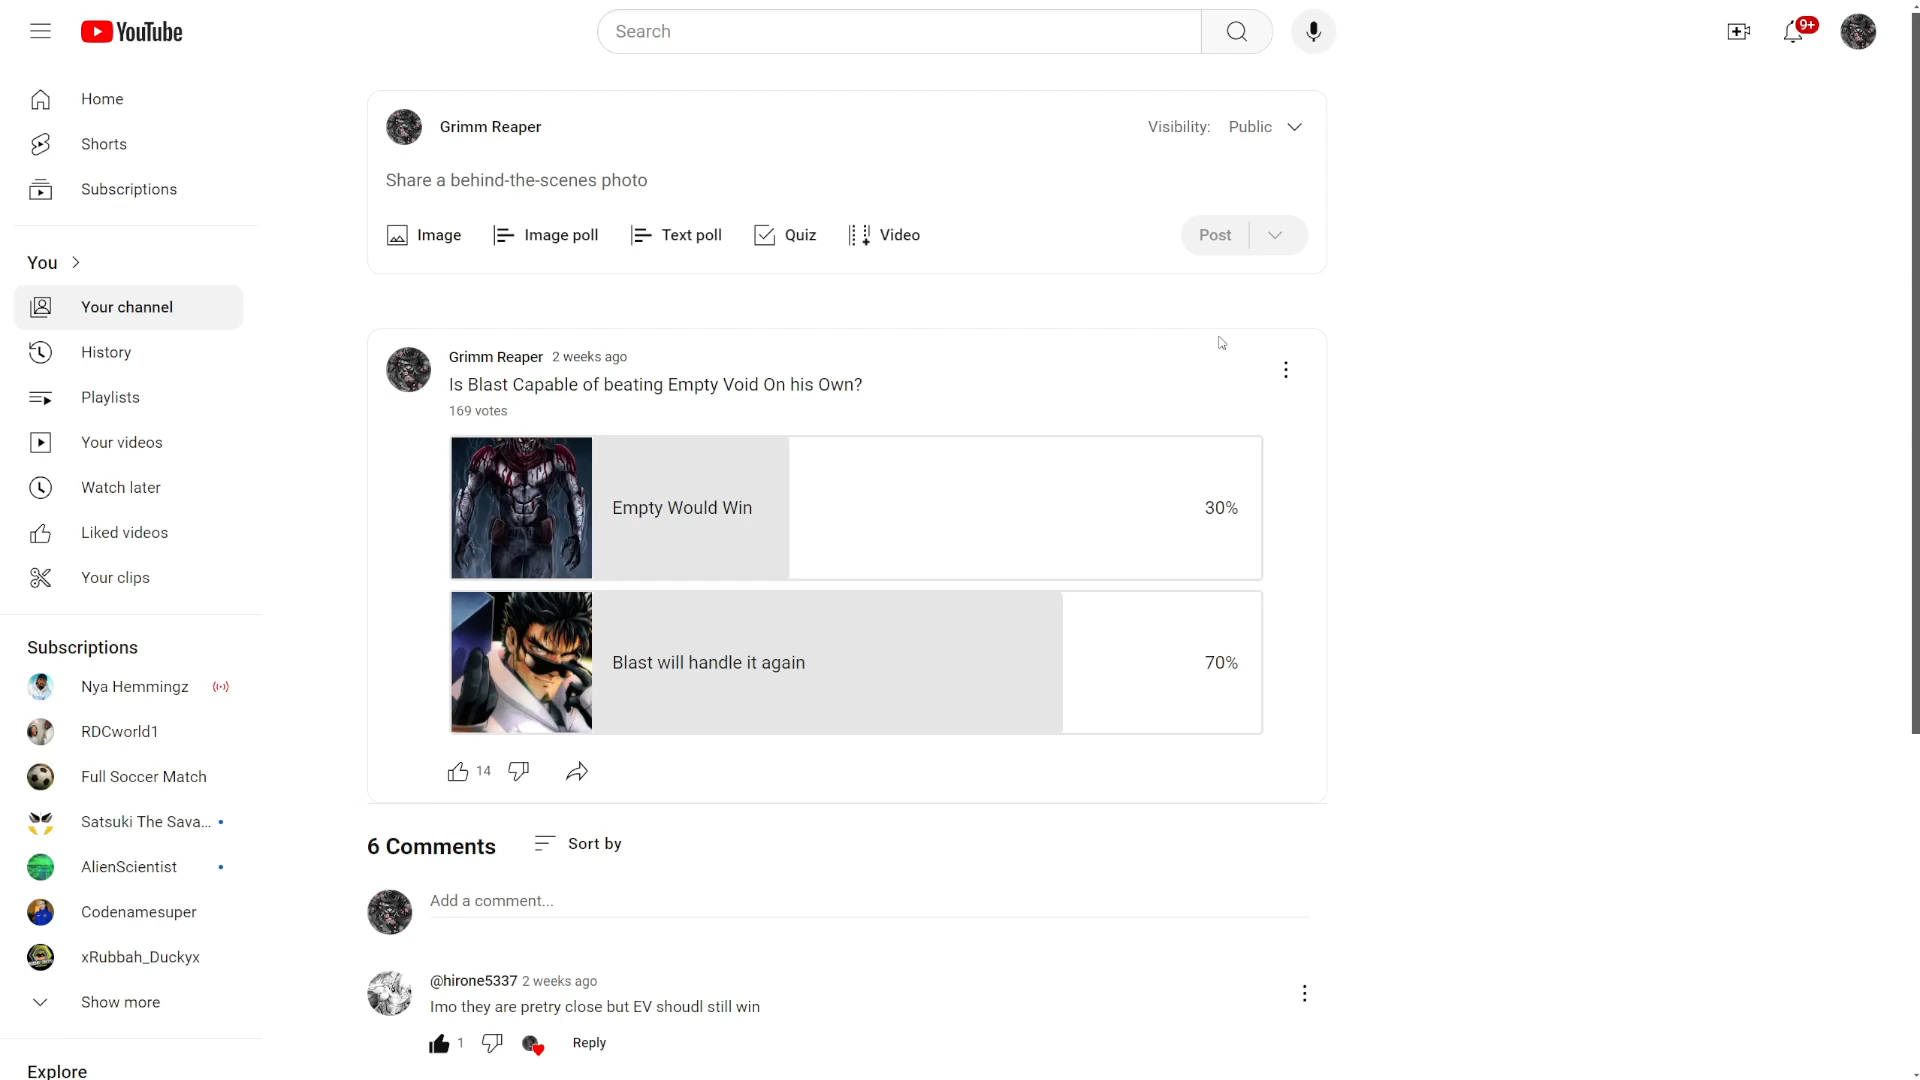 YouTube
Search
9+
Home
Shorts
Subscriptions
You
Your channel
History
Playlists
Your videos
Watch later
Liked videos
Your clips
Subscriptions
Nya Hemmingz
RDCworld1
Full Soccer Match
Satsuki The Sava...
AlienScientist
Codenamesuper
xRubbah_Duckyx
Show more
Explore
Grimm Reaper
Visibility: Public
Share a behind-the-scenes photo
Image Image poll Text poll Quiz Video Post
Grimm Reaper 2 weeks ago
Is Blast Capable of beating Empty Void On his Own?
169 votes
Empty Would Win 30%
Blast will handle it again 70%
14
6 Comments Sort by
Add a comment...
@hirone5337 2 weeks ago
Imo they are pretty close but EV shoudl still win
1 Reply